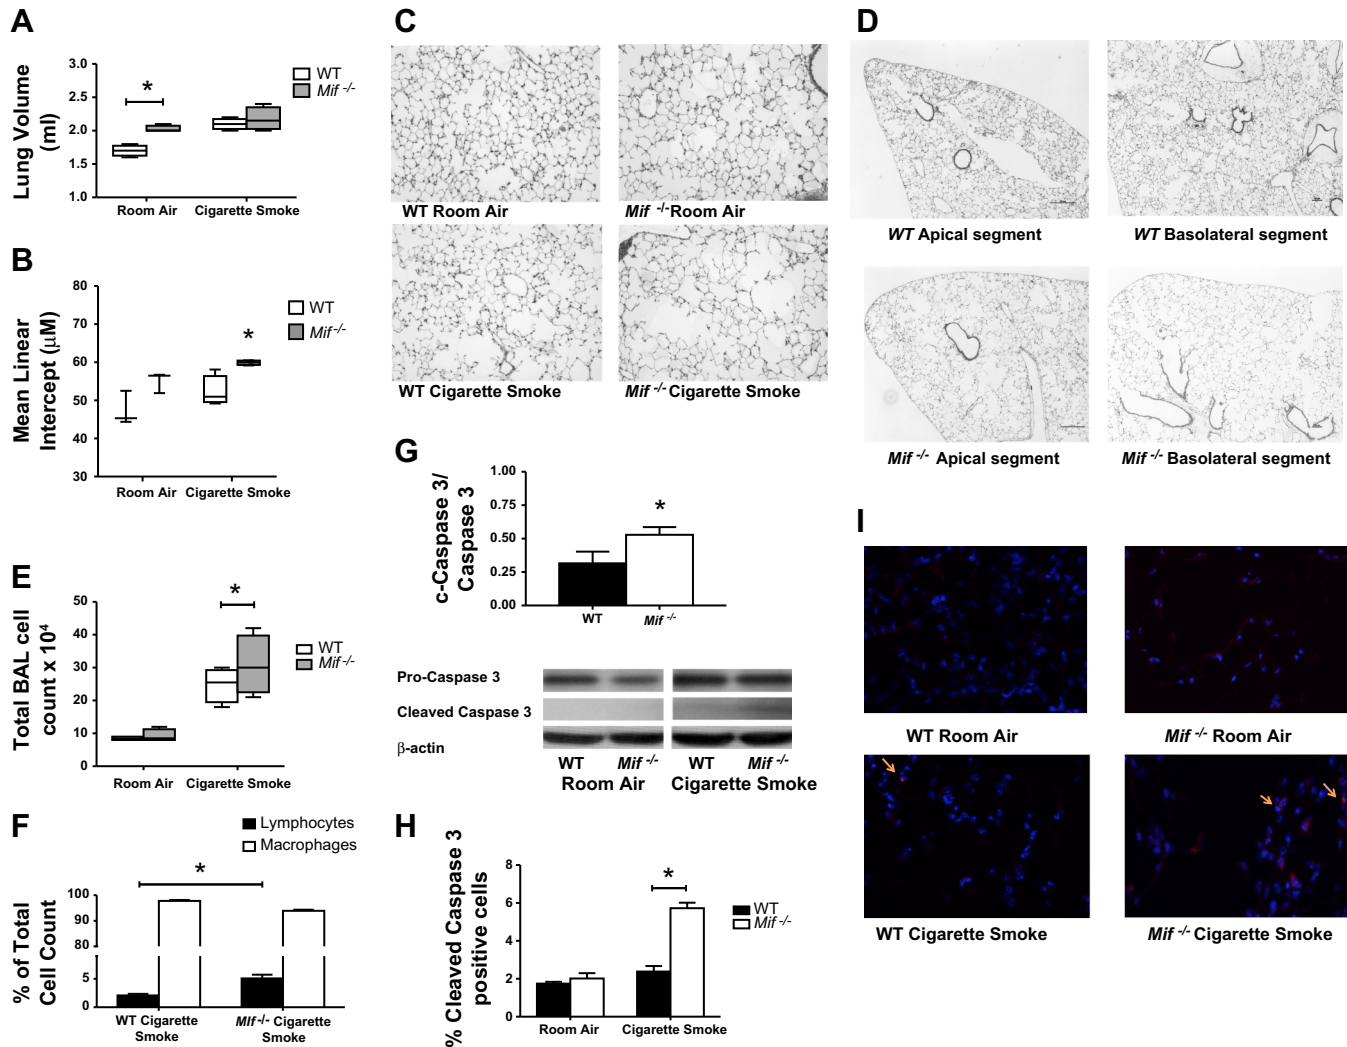 A
Lung Volume
(ml)
3.0
2.5
2.0
1.5
1.0
*
WT
Mif -/-
Room Air
Cigarette Smoke
B
Mean Linear
Intercept (µM)
80
70
60
50
40
30
*
WT
Mif -/-
Room Air
Cigarette Smoke
C
WT Room Air
Mif -/- Room Air
WT Cigarette Smoke
Mif -/- Cigarette Smoke
D
WT Apical segment
WT Basolateral segment
Mif -/- Apical segment
Mif -/- Basolateral segment
E
Total BAL cell
count x 10⁴
50
40
30
20
10
0
*
WT
Mif -/-
Room Air
Cigarette Smoke
F
Lymphocytes
Macrophages
% of Total
Cell Count
100
90
80
5
0
*
WT Cigarette
Smoke
Mif -/- Cigarette
Smoke
G
c-Caspase 3/
Caspase 3
1.00
0.75
0.50
0.25
0.00
*
WT
Mif -/-
Pro-Caspase 3
Cleaved Caspase 3
β-actin
WT
Mif -/-
WT
Mif -/-
Room Air
Cigarette Smoke
H
% Cleaved Caspase 3
positive cells
8
6
4
2
0
*
WT
Mif -/-
Room Air
Cigarette Smoke
I
WT Room Air
Mif -/- Room Air
WT Cigarette Smoke
Mif -/- Cigarette Smoke